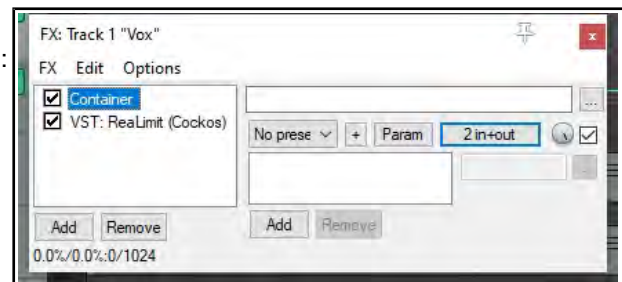 :
FX: Track 1 "Vox"
x
FX Edit Options
Container
VST: ReaLimit (Cockos)
...
No prese + Param 2 in+out
Add Remove
Add Remove
0.0%/0.0%:0/1024